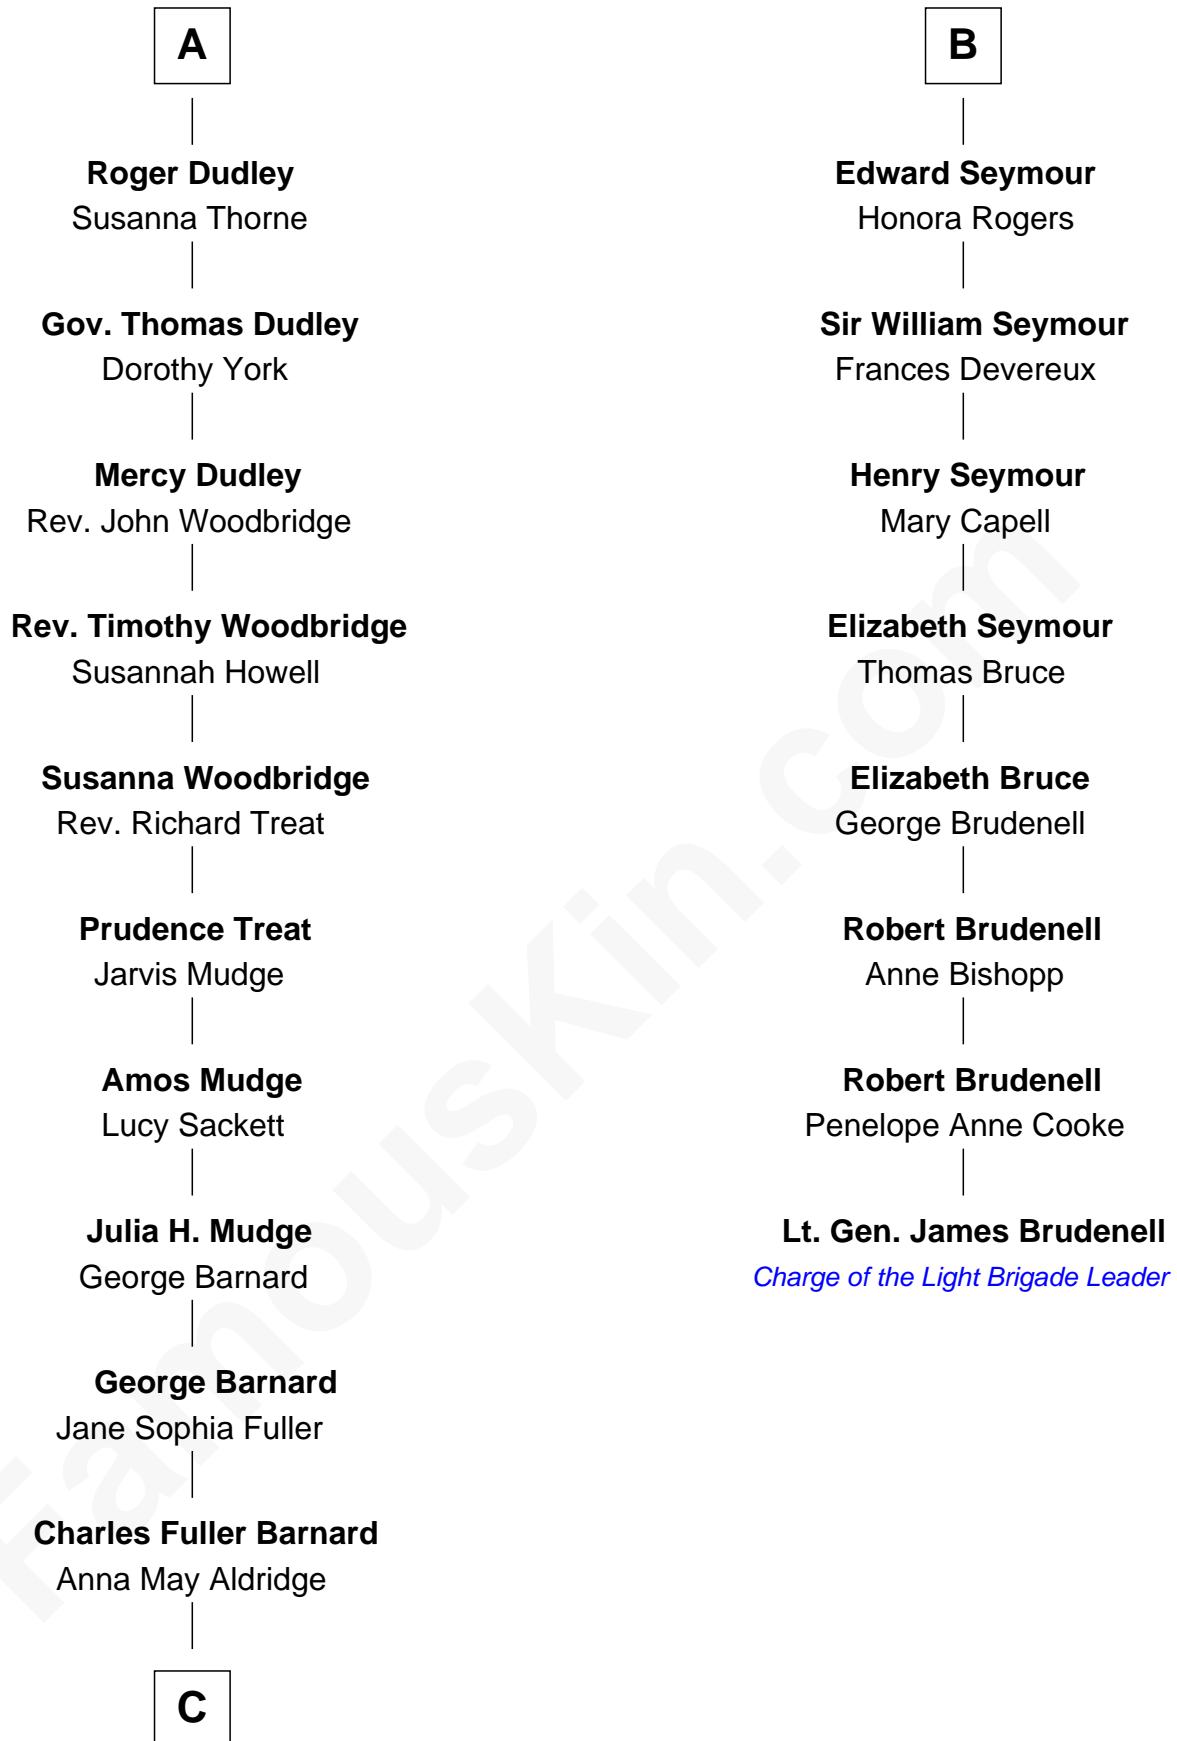 A
Roger Dudley
Susanna Thorne
Gov. Thomas Dudley
Dorothy York
Mercy Dudley
Rev. John Woodbridge
Rev. Timothy Woodbridge
Susannah Howell
Susanna Woodbridge
Rev. Richard Treat
Prudence Treat
Jarvis Mudge
Amos Mudge
Lucy Sackett
Julia H. Mudge
George Barnard
George Barnard
Jane Sophia Fuller
Charles Fuller Barnard
Anna May Aldridge
C
B
Edward Seymour
Honora Rogers
Sir William Seymour
Frances Devereux
Henry Seymour
Mary Capell
Elizabeth Seymour
Thomas Bruce
Elizabeth Bruce
George Brudenell
Robert Brudenell
Anne Bishopp
Robert Brudenell
Penelope Anne Cooke
Lt. Gen. James Brudenell
Charge of the Light Brigade Leader
FamousKin.com